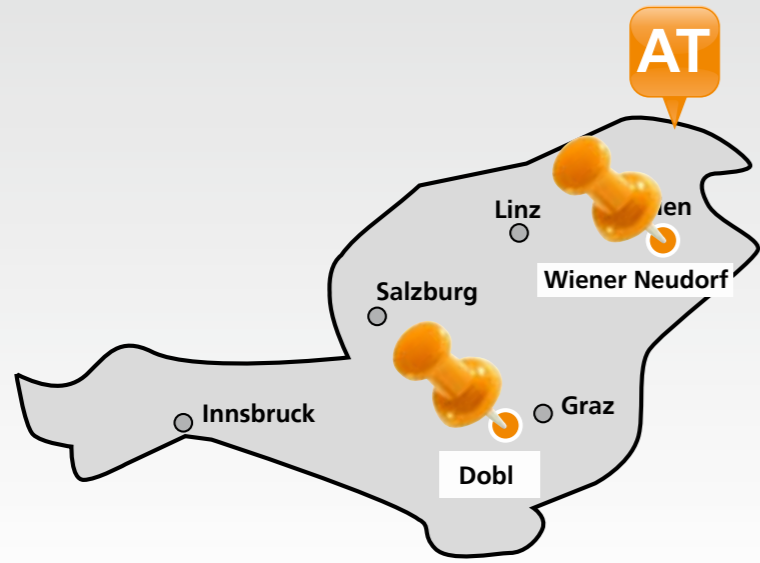 AT
Linz
Wiener Neudorf
Salzburg
Graz
Innsbruck
Dobl